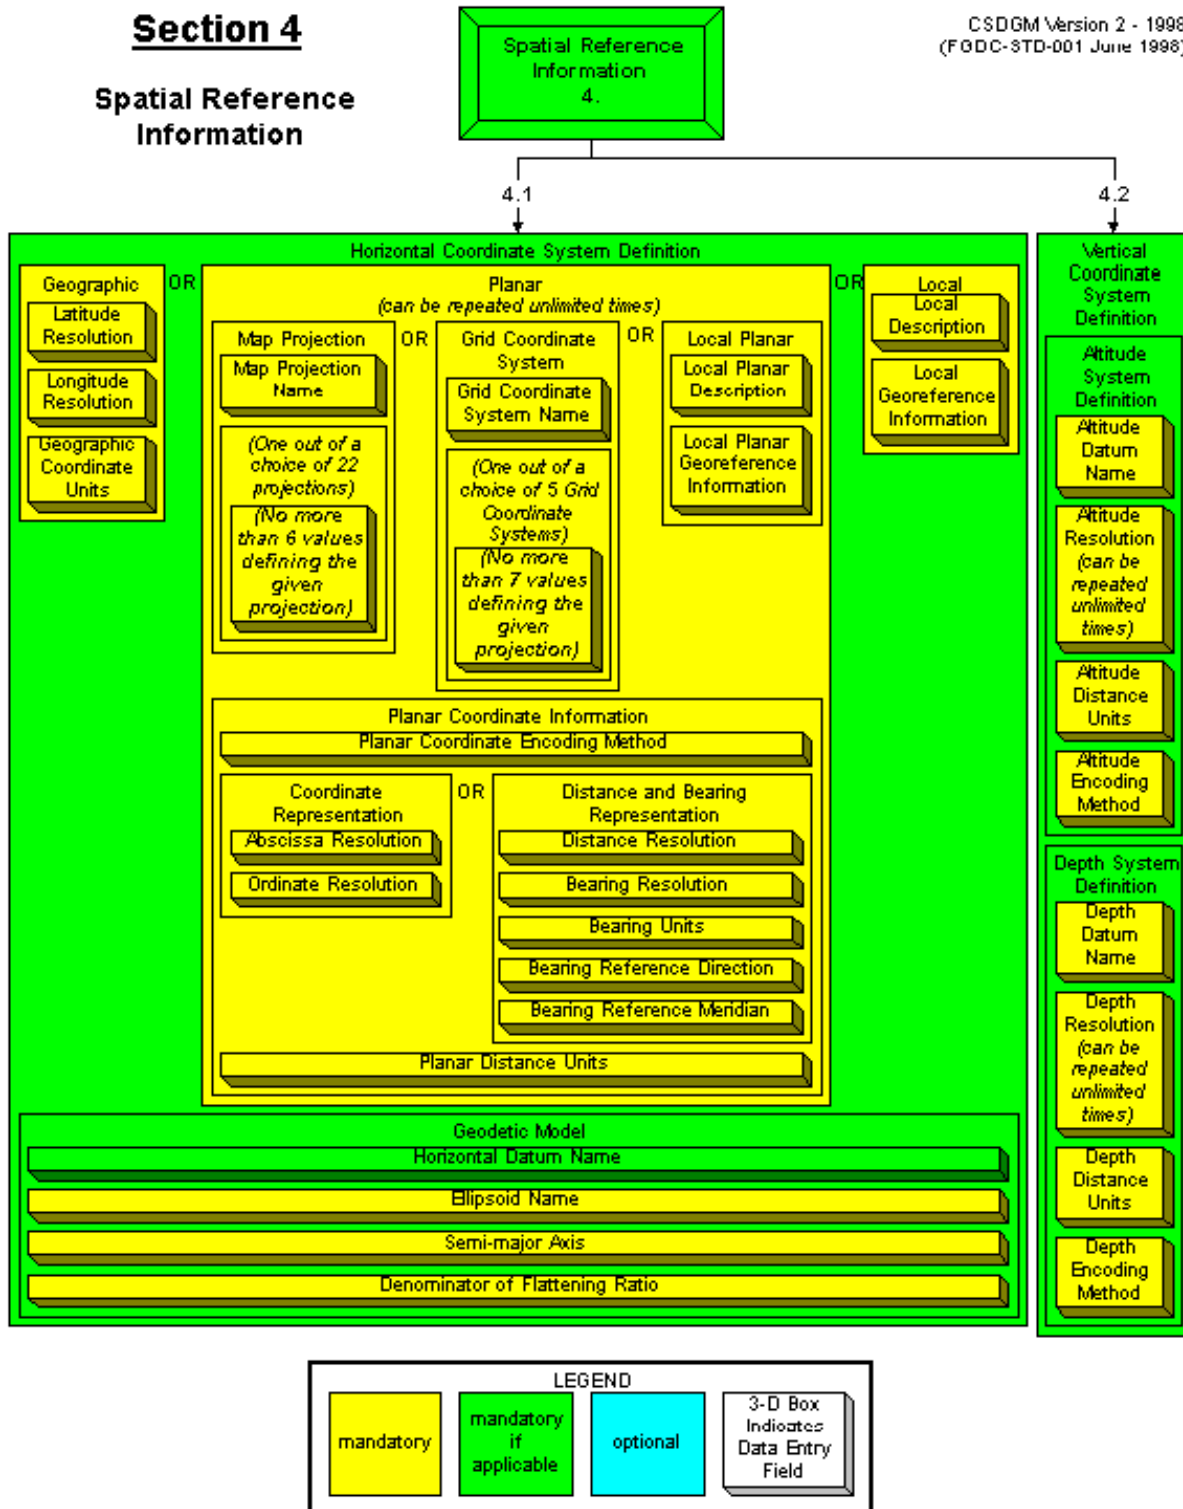 Section 4
Spatial Reference
Information
Spatial Reference
Information
4.
CSDGM Version 2 - 1998
(FGDC-STD-001 June 1998)
4.1
4.2
Horizontal Coordinate System Definition
Geographic
Latitude
Resolution
Longitude
Resolution
Geographic
Coordinate
Units
OR
Planar
(can be repeated unlimited times)
Map Projection
Map Projection
Name
(One out of a
choice of 22
projections)
(No more
than 6 values
defining the
given
projection)
OR
Grid Coordinate
System
Grid Coordinate
System Name
(One out of a
choice of 5 Grid
Coordinate
Systems)
(No more
than 7 values
defining the
given
projection)
OR
Local Planar
Local Planar
Description
Local Planar
Georeference
Information
Planar Coordinate Information
Planar Coordinate Encoding Method
Coordinate
Representation
Abscissa Resolution
Ordinate Resolution
OR
Distance and Bearing
Representation
Distance Resolution
Bearing Resolution
Bearing Units
Bearing Reference Direction
Bearing Reference Meridian
Planar Distance Units
OR
Local
Local
Description
Local
Georeference
Information
Geodetic Model
Horizontal Datum Name
Ellipsoid Name
Semi-major Axis
Denominator of Flattening Ratio
Vertical
Coordinate
System
Definition
Altitude
System
Definition
Altitude
Datum
Name
Altitude
Resolution
(can be
repeated
unlimited
times)
Altitude
Distance
Units
Altitude
Encoding
Method
Depth System
Definition
Depth
Datum
Name
Depth
Resolution
(can be
repeated
unlimited
times)
Depth
Distance
Units
Depth
Encoding
Method
LEGEND
mandatory
mandatory
if
applicable
optional
3-D Box
Indicates
Data Entry
Field